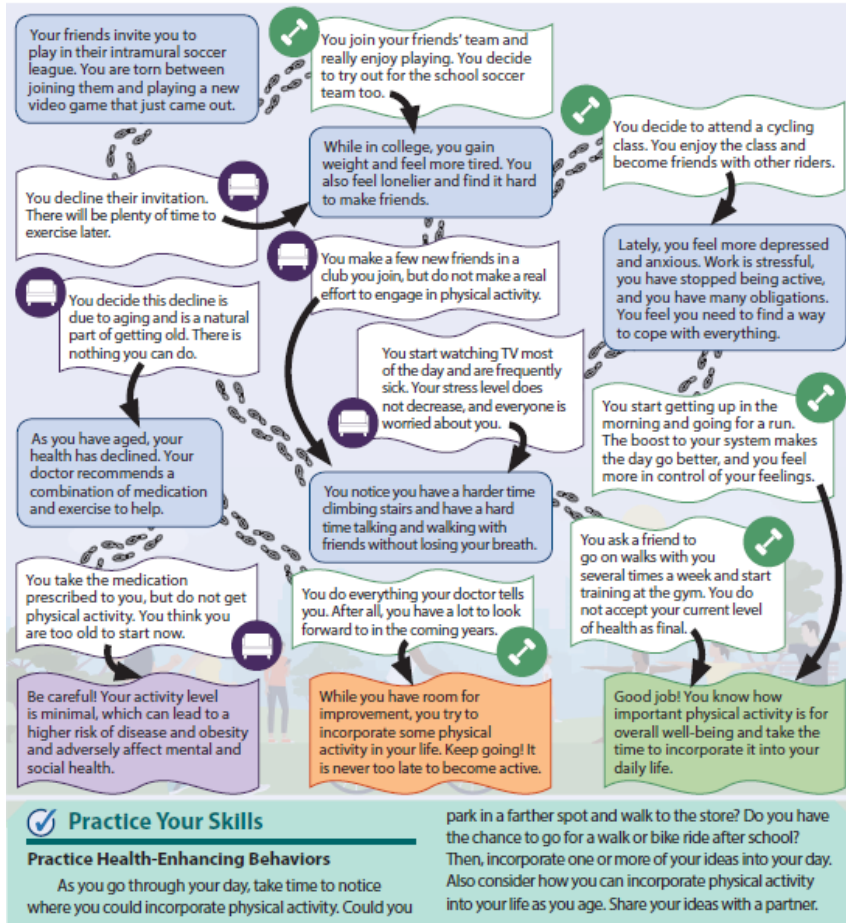 Your friends invite you to
play in their intramural soccer
league. You are torn between
joining them and playing a new
video game that just came out.
You join your friends' team and
really enjoy playing. You decide
to try out for the school soccer
team too.
You decide to attend a cycling
class. You enjoy the class and
become friends with other riders.
While in college, you gain
weight and feel more tired. You
also feel lonelier and find it hard
to make friends.
You decline their invitation.
There will be plenty of time to
exercise later.
You make a few new friends in a
club you join, but do not make a real
effort to engage in physical activity.
Lately, you feel more depressed
and anxious. Work is stressful,
you have stopped being active,
and you have many obligations.
You feel you need to find a way
to cope with everything.
You decide this decline is
due to aging and is a natural
part of getting old. There is
nothing you can do.
You start watching TV most
of the day and are frequently
sick. Your stress level does
not decrease, and everyone is
worried about you.
You start getting up in the
morning and going for a run.
The boost to your system makes
the day go better, and you feel
more in control of your feelings.
As you have aged, your
health has declined. Your
doctor recommends a
combination of medication
and exercise to help.
You notice you have a harder time
climbing stairs and have a hard
time talking and walking with
friends without losing your breath.
You ask a friend to
go on walks with you
several times a week and start
training at the gym. You do
not accept your current level
of health as final.
You take the medication
prescribed to you, but do not get
physical activity. You think you
are too old to start now.
You do everything your doctor tells
you. After all, you have a lot to look
forward to in the coming years.
Be careful! Your activity level
is minimal, which can lead to a
higher risk of disease and obesity
and adversely affect mental and
social health.
While you have room for
improvement, you try to
incorporate some physical
activity in your life. Keep going! It
is never too late to become active.
Good job! You know how
important physical activity is for
overall well-being and take the
time to incorporate it into your
daily life.
Practice Your Skills
Practice Health-Enhancing Behaviors
As you go through your day, take time to notice
where you could incorporate physical activity. Could you
park in a farther spot and walk to the store? Do you have
the chance to go for a walk or bike ride after school?
Then, incorporate one or more of your ideas into your day.
Also consider how you can incorporate physical activity
into your life as you age. Share your ideas with a partner.